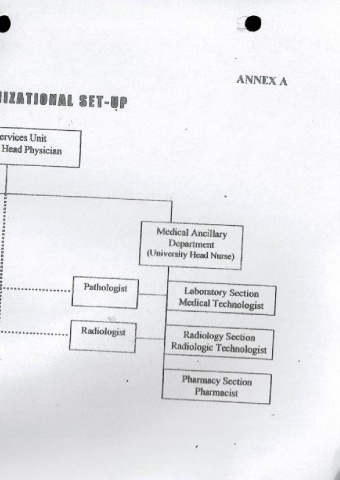 ANNEX A
NIZATIONAL SET-UP
ervices Unit
Head Physician
Medical Ancillary
Department
(University Head Nurse)
Pathologist
Laboratory Section
Medical Technologist
Radiologist
Radiology Section
Radiologic Technologist
Pharmacy Section
Pharmacist